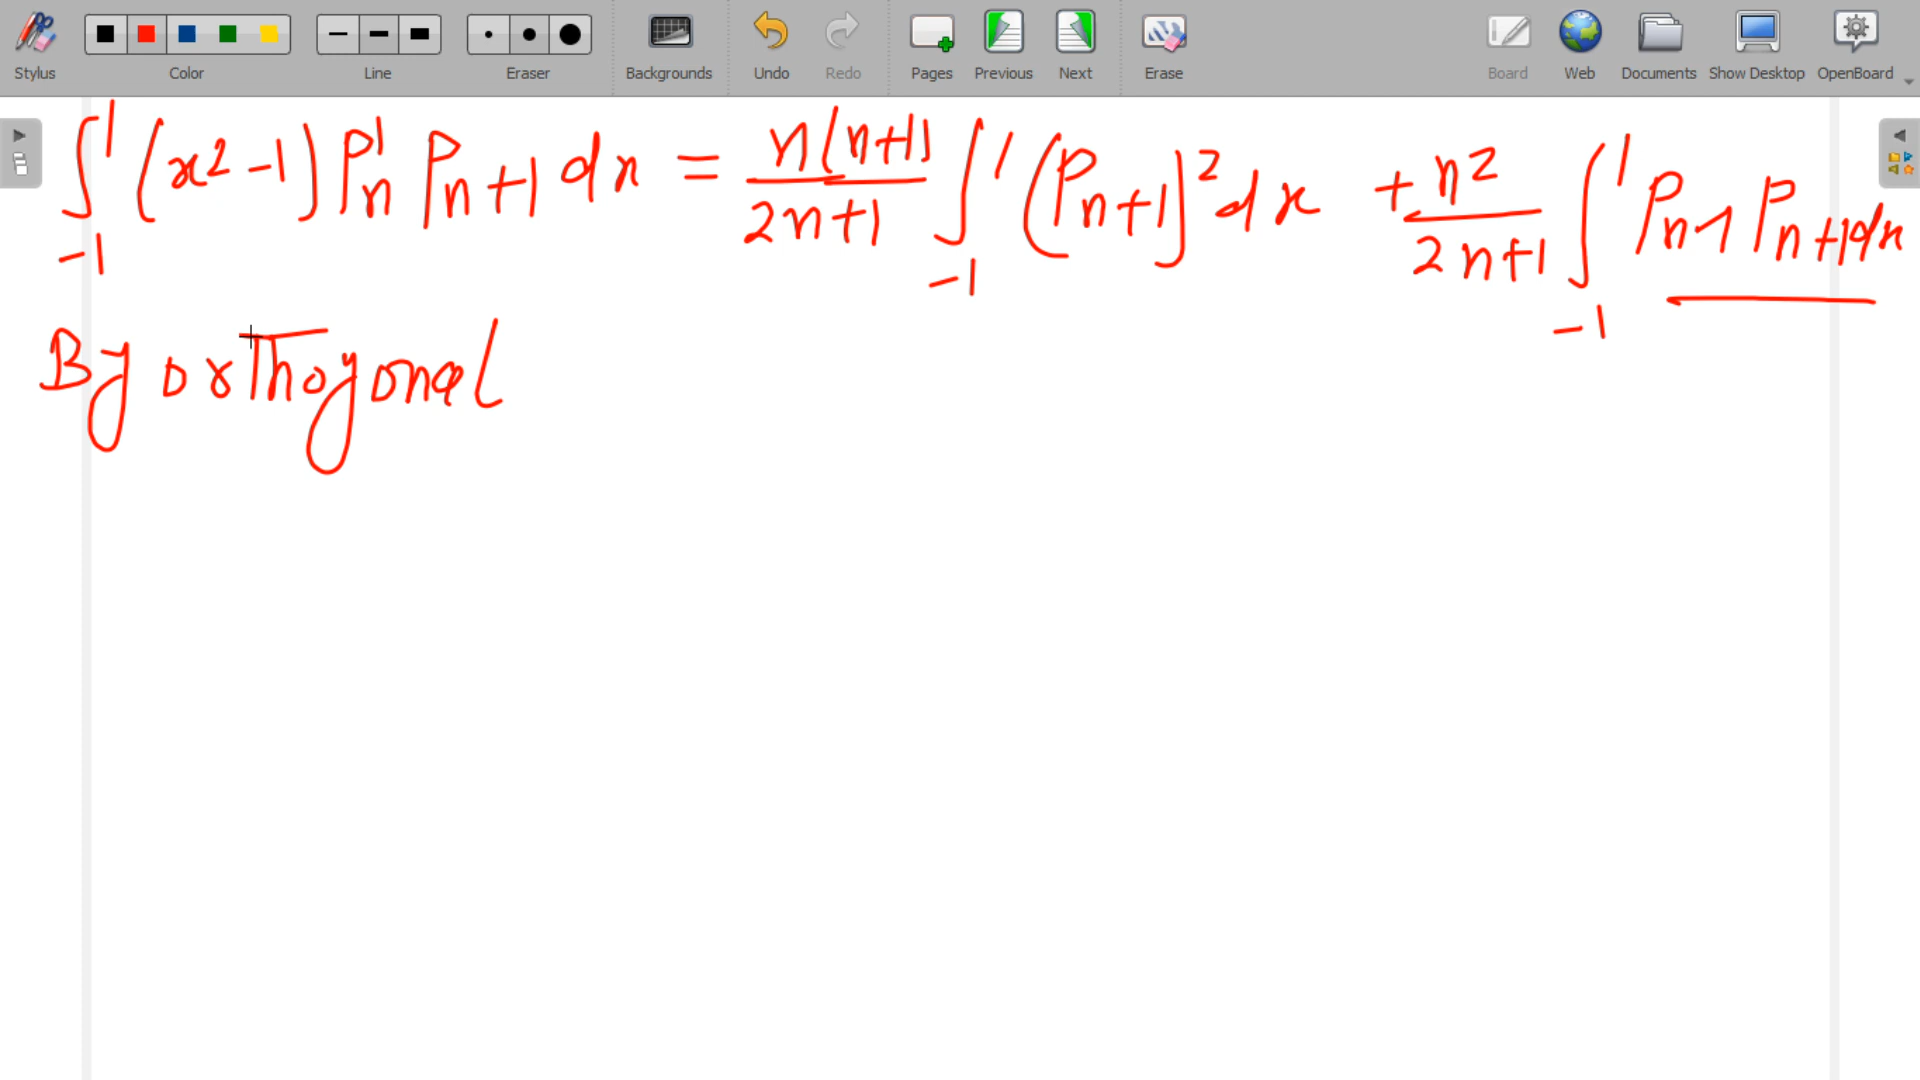 Stylus Color Line Eraser Backgrounds Undo Redo Pages Previous Next Erase Board Web Documents Show Desktop OpenBoard
∫_{-1}^{1} (x² -1) P'_n P_{n+1} dx = n(n+1)/2n+1 ∫_{-1}^{1} (P_{n+1})² dx + n²/2n+1 ∫_{-1}^{1} P_{n-1} P_{n+1} dx
By orthogonal